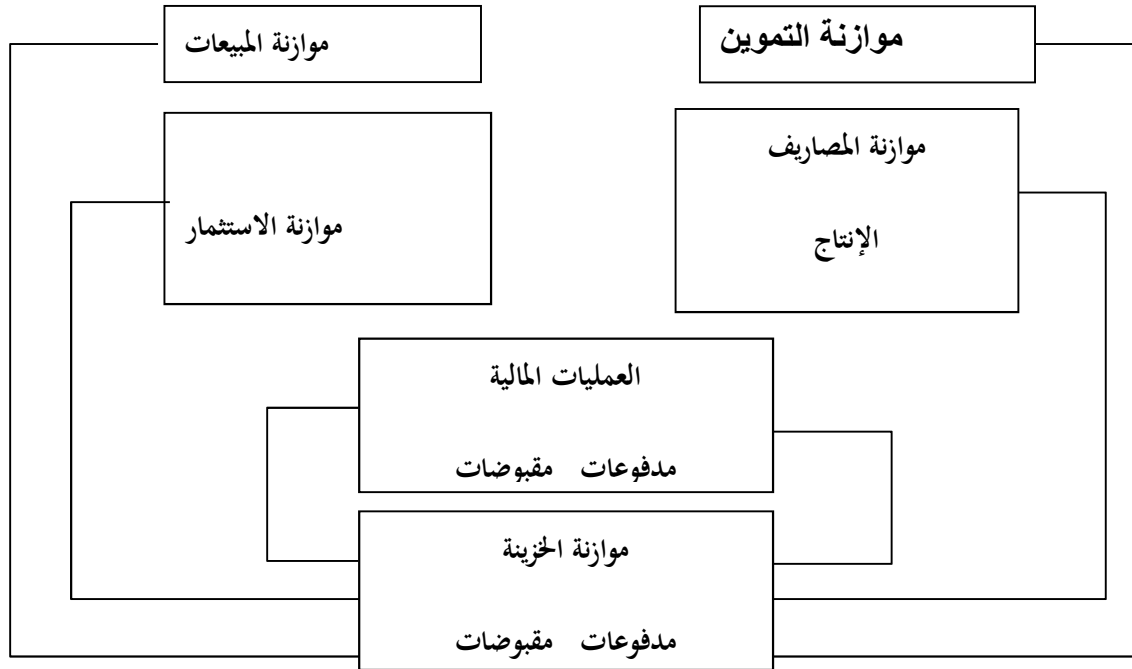 موازنة التموين
موازنة المبيعات
موازنة المصاريف
الإنتاج
موازنة الاستثمار
العمليات المالية
مدفوعات مقبوضات
موازنة الخزينة
مدفوعات مقبوضات